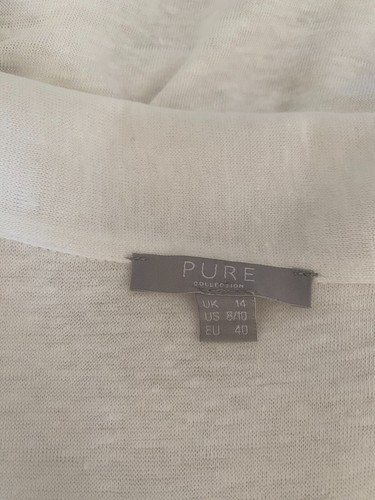 PURE
COLLECTION
UK 14
US 8/10
EU 40